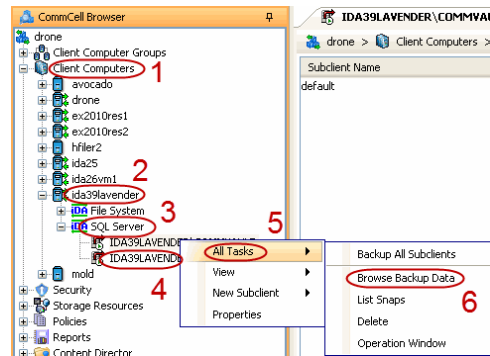 CommCell Browser
drone
Client Computer Groups
Client Computers 1
avocado
drone
ex2010res1
ex2010res2
hfiler2
ida25
ida26vm1
2
ida39lavender
iDA File System
3
iDA SQL Server
IDA39LAVENDER\COMMVAULT
IDA39LAVENDE
4
mold
Security
Storage Resources
Policies
Reports
Content Director
IDA39LAVENDER\COMMVAU
drone > Client Computers >
Subclient Name
default
5
All Tasks
View
New Subclient
Properties
Backup All Subclients
Browse Backup Data
List Snaps
6
Delete
Operation Window